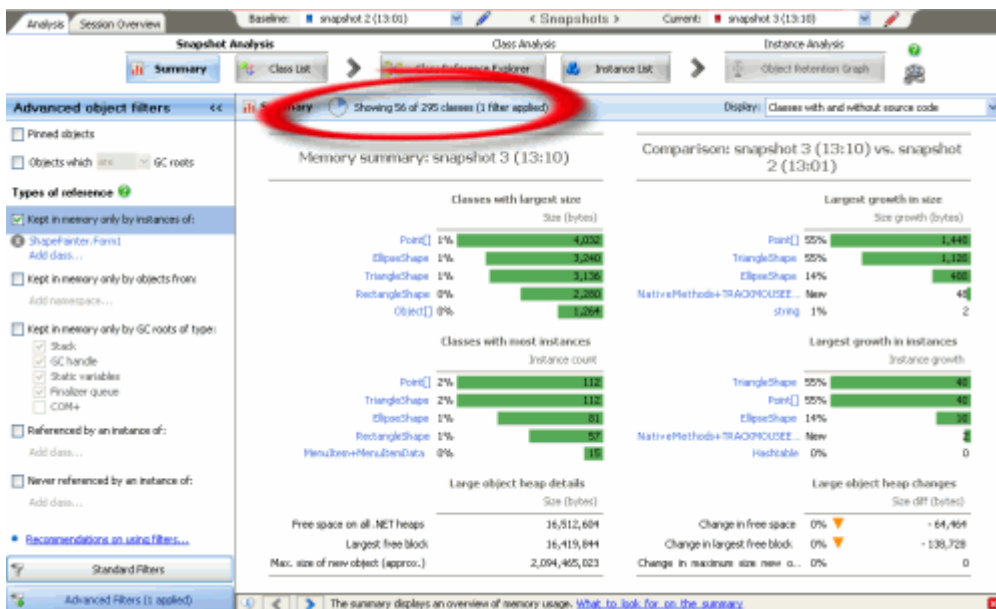 Analysis Session Overview
Baseline: snapshot 2 (13:01) < Snapshots > Current: snapshot 3 (13:10)
Snapshot Analysis Class Analysis Instance Analysis
Summary Class List Class Reference Explorer Instance List Object Retention Graph
Advanced object filters <<
Summary Showing 56 of 295 classes (1 filter applied) Display: Classes with and without source code
Pinned objects
Objects which are GC roots
Types of reference
Kept in memory only by instances of:
ShapePainter.Form1
Add class...
Kept in memory only by objects from:
Add namespace...
Kept in memory only by GC roots of type:
Stack
GC handle
Static variables
Finalizer queue
COM+
Referenced by an instance of:
Add class...
Never referenced by an instance of:
Add class...
Recommendations on using filters...
Standard Filters
Advanced Filters (1 applied)
Memory summary: snapshot 3 (13:10)
Classes with largest size
Size (bytes)
Point[] 1% 4,032
EllipseShape 1% 3,240
TriangleShape 1% 3,136
RectangleShape 0% 2,280
Object[] 0% 1,264
Classes with most instances
Instance count
Point[] 2% 112
TriangleShape 2% 112
EllipseShape 1% 81
RectangleShape 1% 57
MenuItem+MenuItemData 0% 15
Large object heap details
Size (bytes)
Free space on all .NET heaps 16,512,604
Largest free block 16,419,844
Max. size of new object (approx.) 2,094,465,023
Comparison: snapshot 3 (13:10) vs. snapshot
2 (13:01)
Largest growth in size
Size growth (bytes)
Point[] 55% 1,440
TriangleShape 55% 1,120
EllipseShape 14% 400
NativeMethods+TRACKMOUSEE... New 48
string 1% 2
Largest growth in instances
Instance growth
TriangleShape 55% 40
Point[] 55% 40
EllipseShape 14% 10
NativeMethods+TRACKMOUSEE... New 2
Hashtable 0% 0
Large object heap changes
Size diff (bytes)
Change in free space 0% - 64,464
Change in largest free block 0% - 138,728
Change in maximum size new o... 0% 0
The summary displays an overview of memory usage. What to look for on the summary